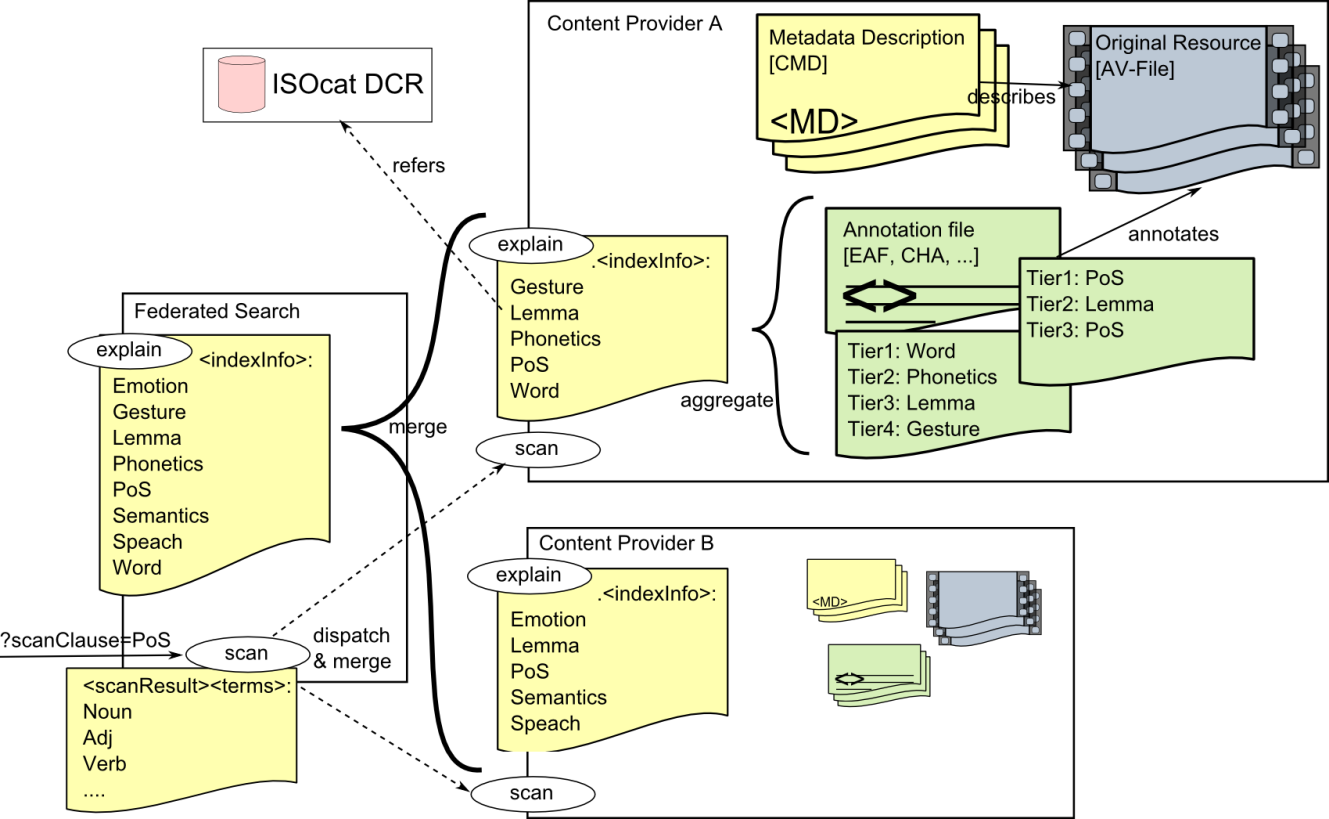 Content Provider A
Metadata Description
[CMD]
<MD>
describes
Original Resource
[AV-File]
ISOcat DCR
refers
explain
.<indexInfo>:
Gesture
Lemma
Phonetics
PoS
Word
scan
aggregate
Annotation file
[EAF, CHA, ...]
annotates
Tier1: PoS
Tier2: Lemma
Tier3: PoS
Tier1: Word
Tier2: Phonetics
Tier3: Lemma
Tier4: Gesture
Federated Search
explain
<indexInfo>:
Emotion
Gesture
Lemma
Phonetics
PoS
Semantics
Speach
Word
merge
?scanClause=PoS
scan
dispatch
& merge
<scanResult><terms>:
Noun
Adj
Verb
....
Content Provider B
explain
.<indexInfo>:
Emotion
Lemma
PoS
Semantics
Speach
scan
<MD>